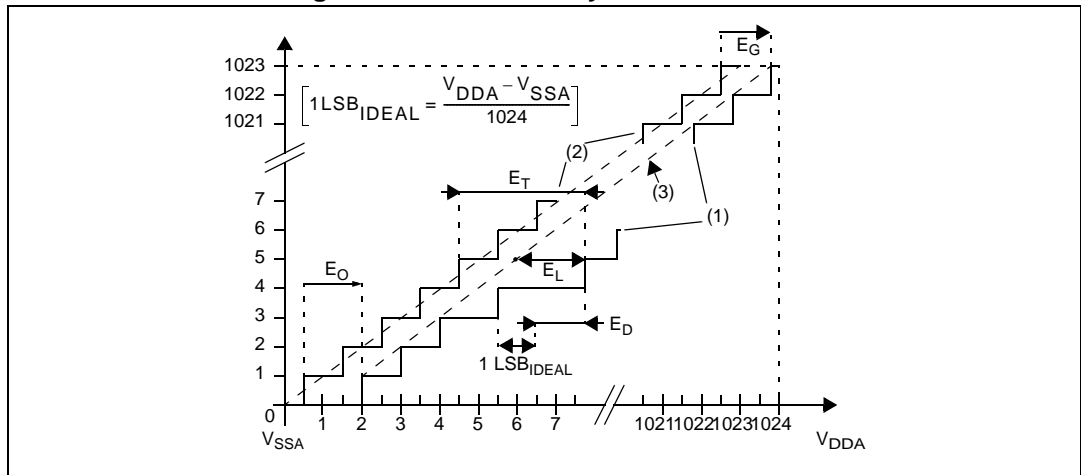 E_G
1023
1022
1021
[1LSB_IDEAL = (V_DDA – V_SSA) / 1024]
(2)
(3)
(1)
E_T
7
6
5
4
3
2
1
0
E_O
E_L
E_D
1 LSB_IDEAL
1 2 3 4 5 6 7 1021 1022 1023 1024
V_SSA
V_DDA